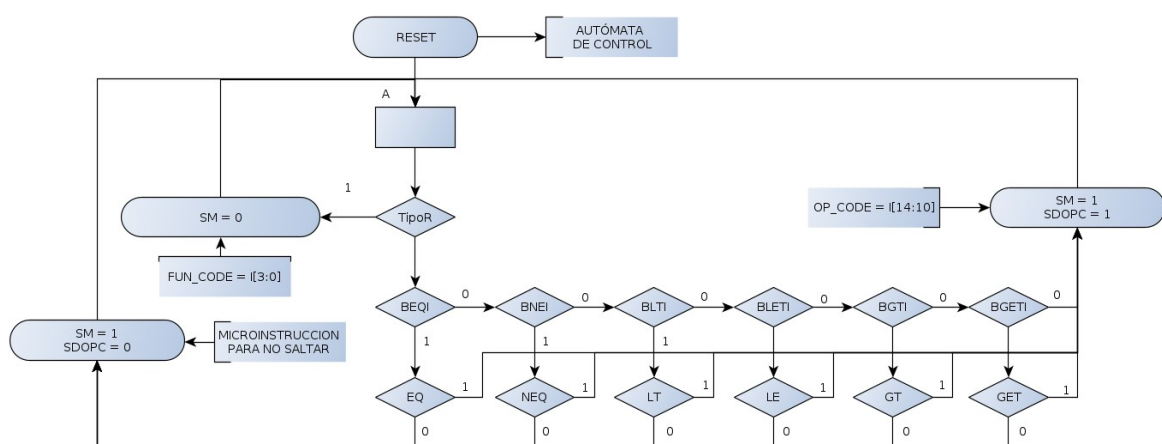 RESET
AUTÓMATA
DE CONTROL
A
1
SM = 0
TipoR
OP_CODE = I[14:10]
SM = 1
SDOPC = 1
FUN_CODE = I[3:0]
BEQI
0
BNEI
0
BLTI
0
BLETI
0
BGTI
0
BGETI
0
SM = 1
SDOPC = 0
MICROINSTRUCCION
PARA NO SALTAR
1
1
1
EQ
1
NEQ
1
LT
1
LE
1
GT
1
GET
1
0
0
0
0
0
0